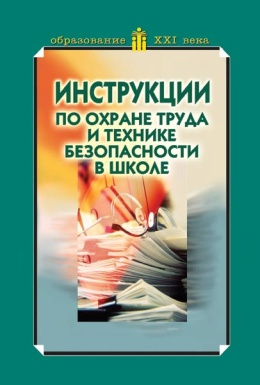 образование XXI века
ИНСТРУКЦИИ
ПО ОХРАНЕ ТРУДА
И ТЕХНИКЕ
БЕЗОПАСНОСТИ
В ШКОЛЕ